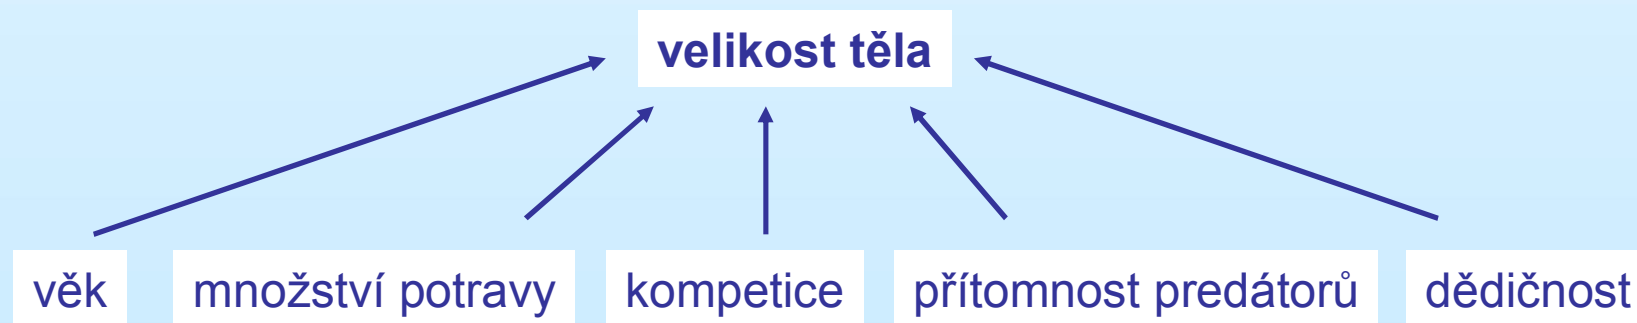 velikost těla
věk
množství potravy
kompetice
přítomnost predátorů
dědičnost